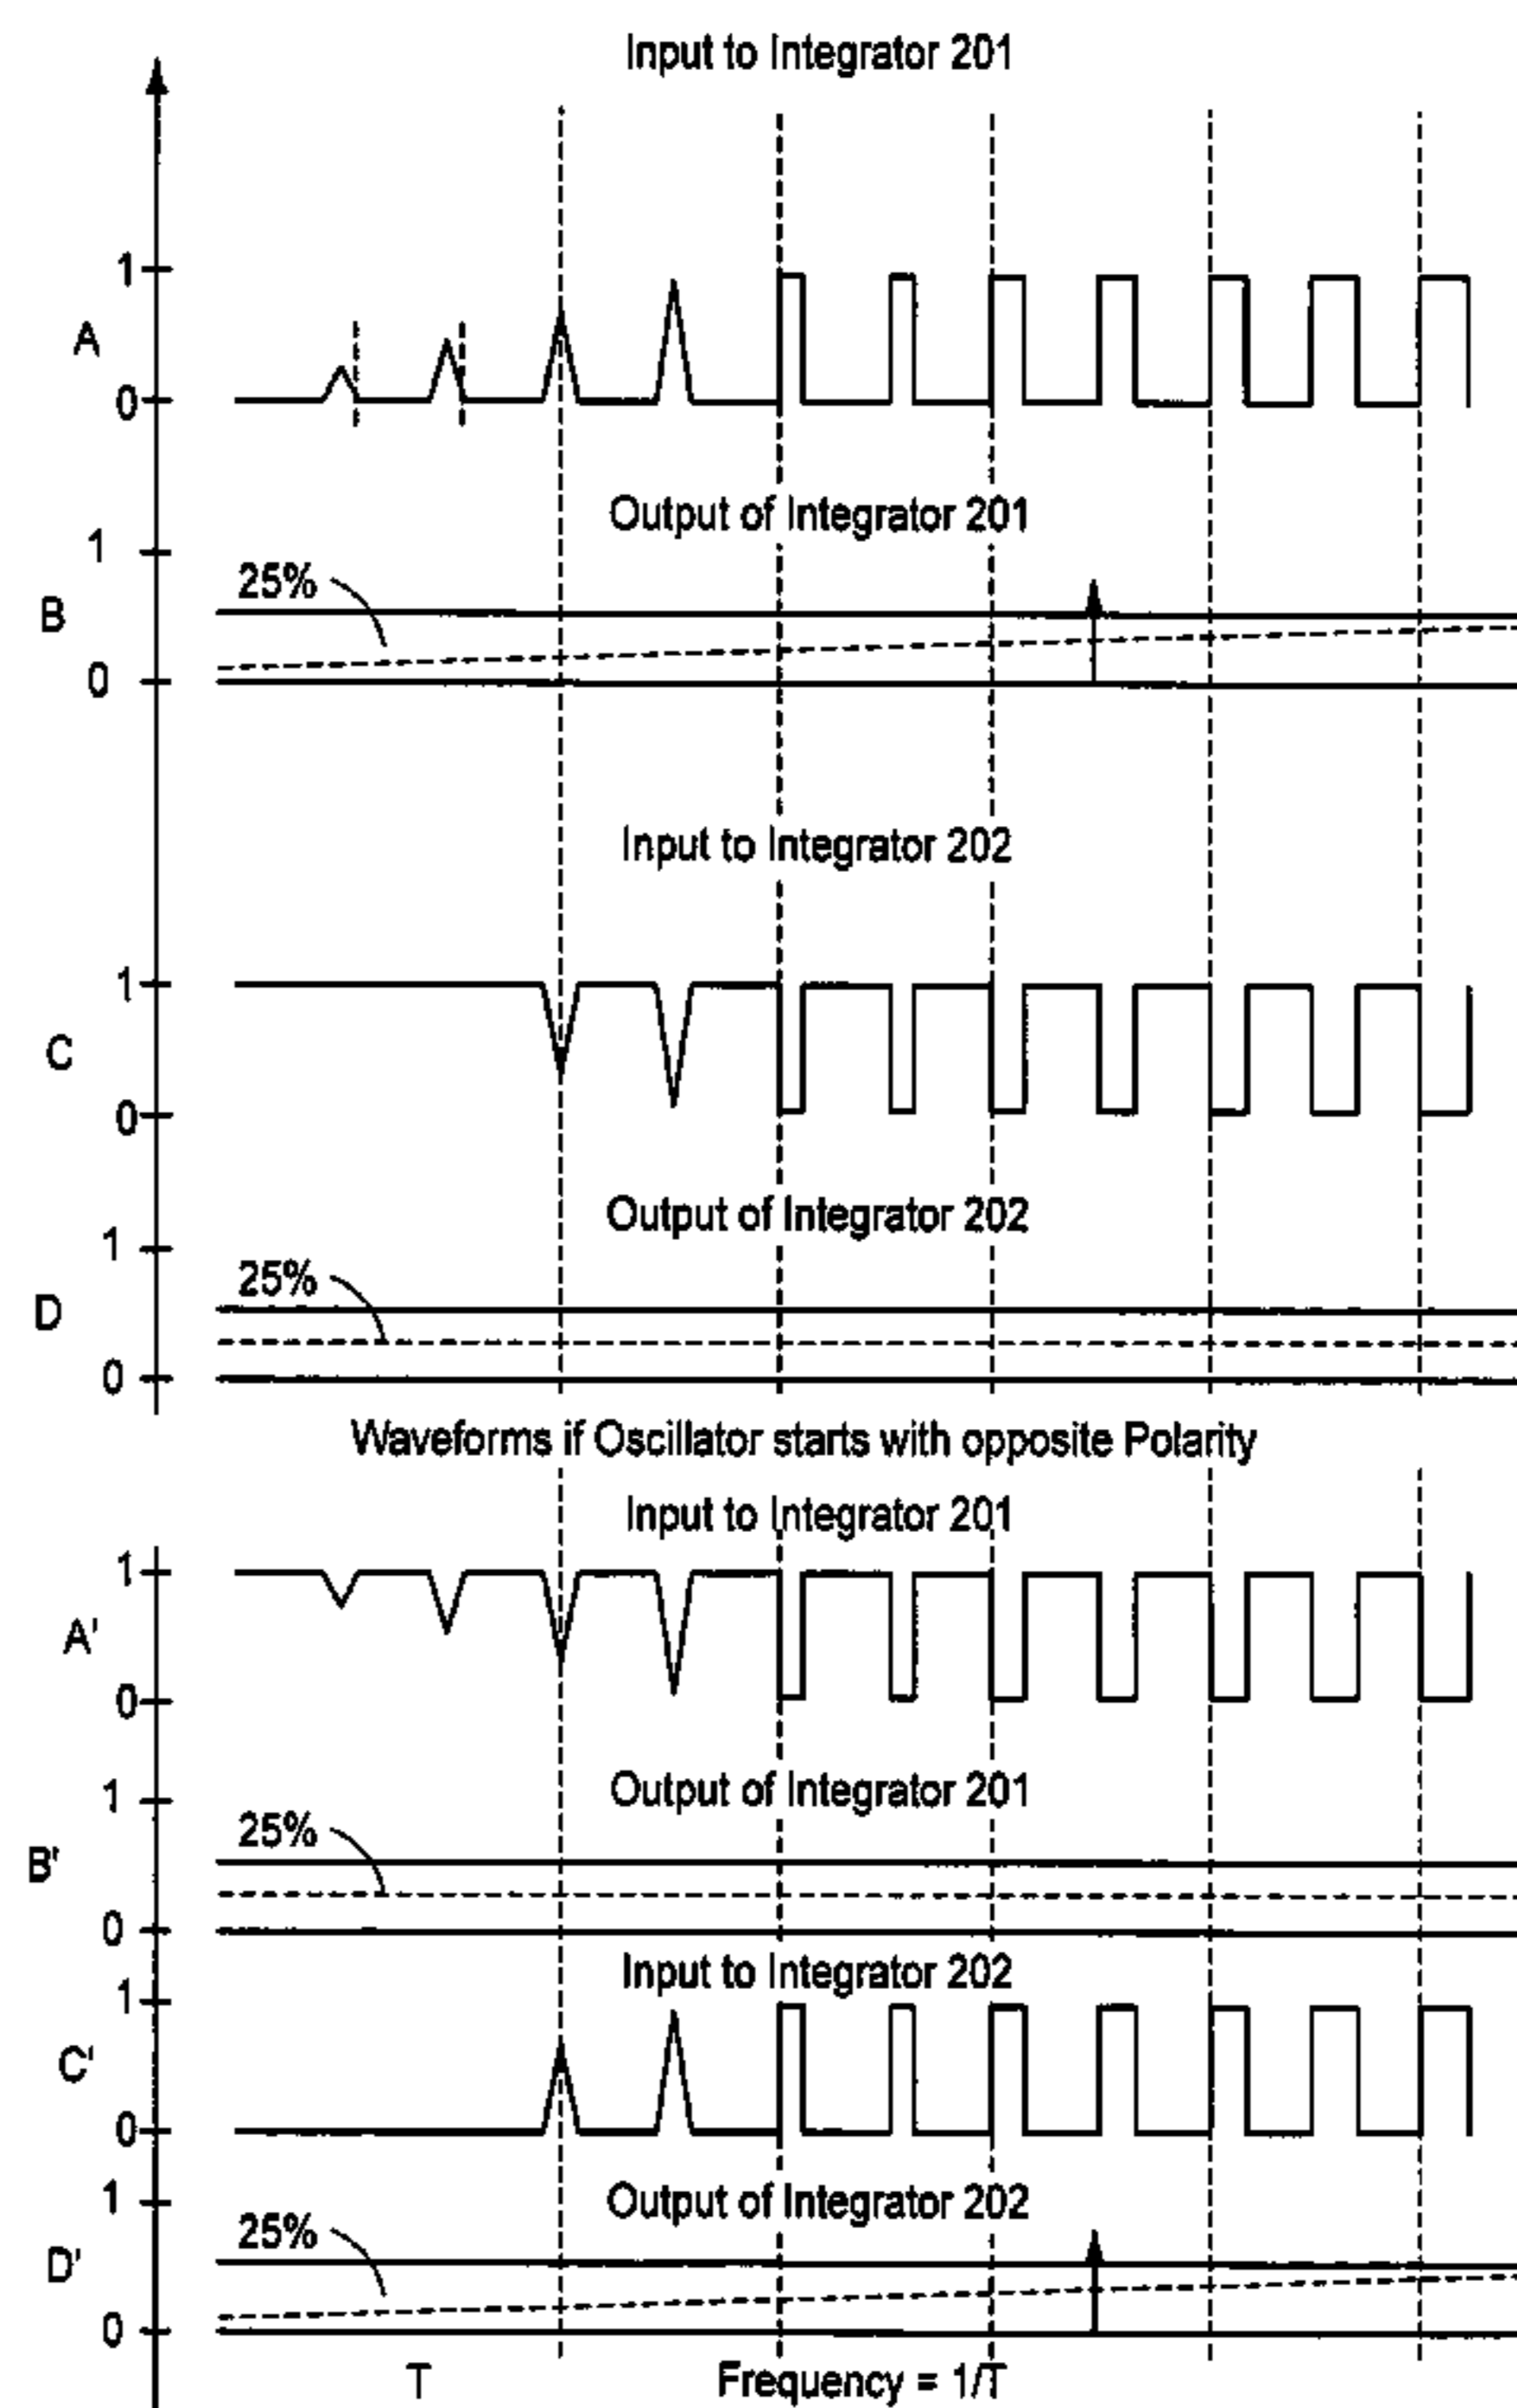 Input to Integrator 201
1
A
0
Output of Integrator 201
1
25%
B
0
Input to Integrator 202
1
C
0
Output of Integrator 202
1
25%
D
0
Waveforms if Oscillator starts with opposite Polarity
Input to Integrator 201
1
A'
0
Output of Integrator 201
1
25%
B'
0
Input to Integrator 202
1
C'
0
Output of Integrator 202
1
25%
D'
0
T Frequency = 1/T